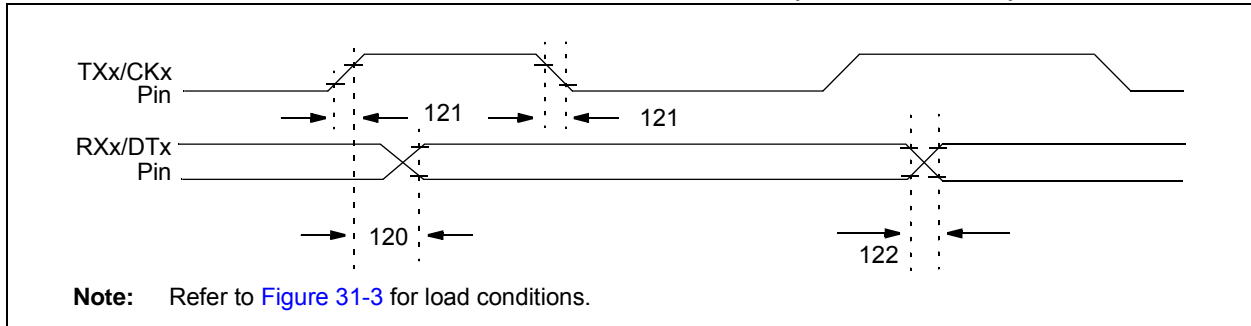 TXx/CKx
Pin
121
121
RXx/DTx
Pin
120
122
Note: Refer to Figure 31-3 for load conditions.